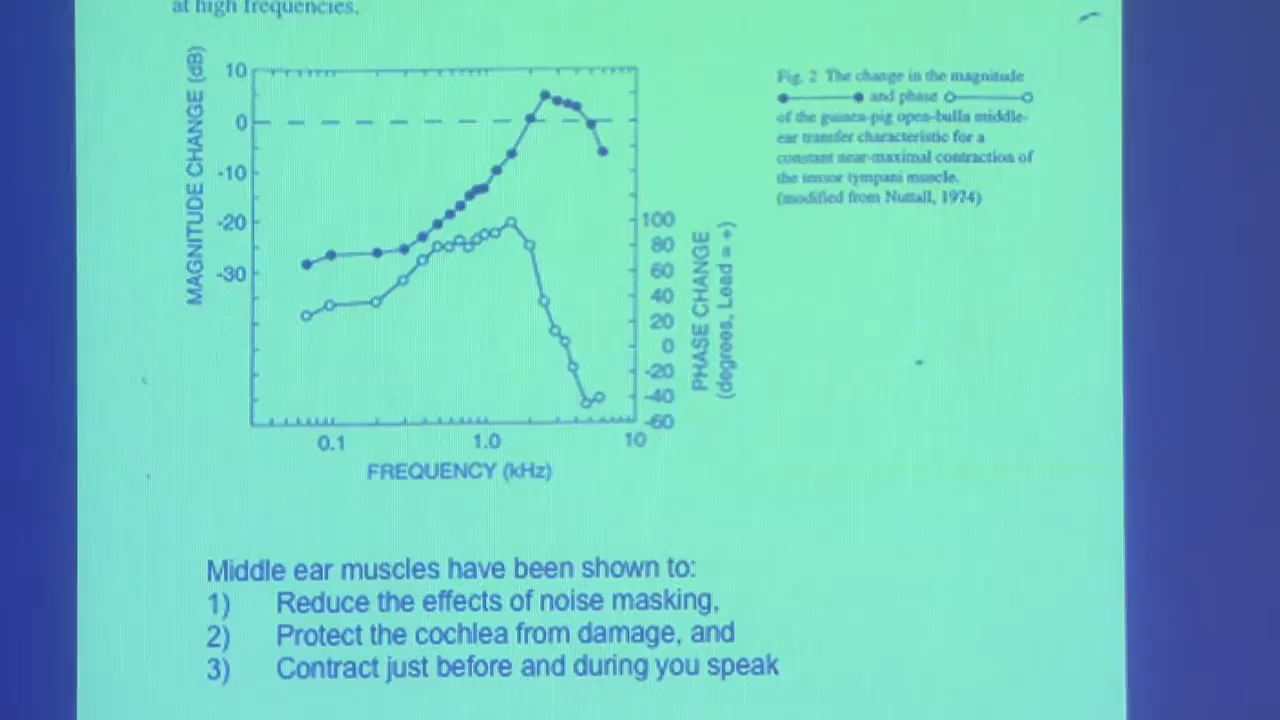 at high frequencies.
MAGNITUDE CHANGE (dB)
10
0
-10
-20
-30
100
80
60
40
20
0
-20
-40
-60
PHASE CHANGE
(degrees, Lead = +)
0.1
1.0
10
FREQUENCY (kHz)
Fig. 2 The change in the magnitude
and phase
of the guinea-pig open-bulla middle-
ear transfer characteristic for a
constant near-maximal contraction of
the tensor tympani muscle.
(modified from Nuttall, 1974)
Middle ear muscles have been shown to:
1) Reduce the effects of noise masking,
2) Protect the cochlea from damage, and
3) Contract just before and during you speak